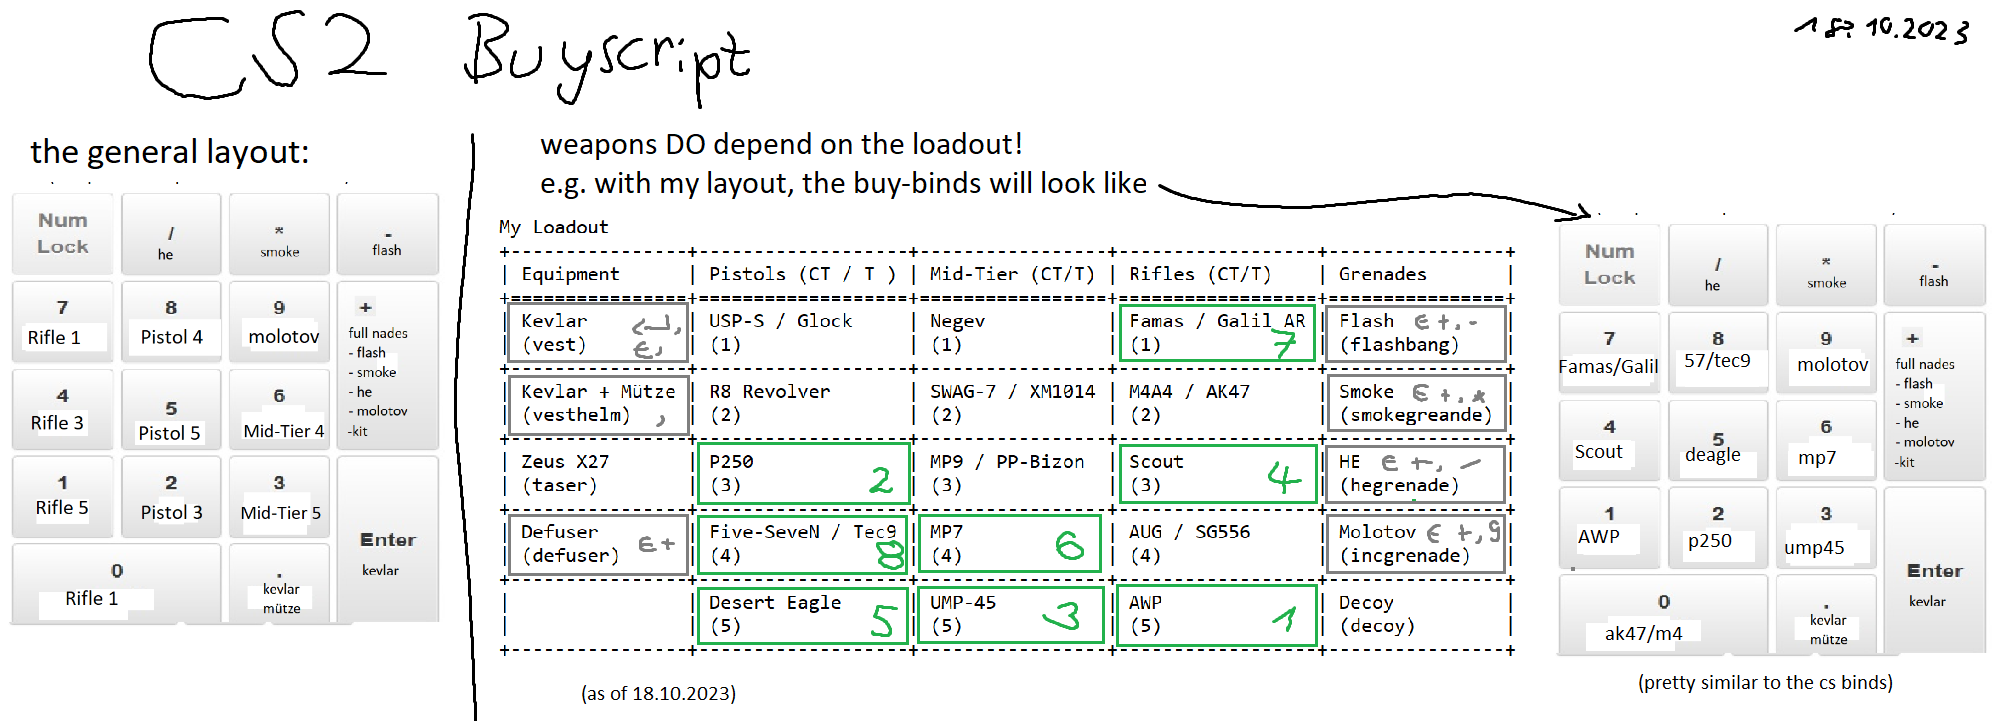 CS2 Buyscript
18.10.2023
the general layout:
Num Lock
/ he
* smoke
- flash
7 Rifle 1
8 Pistol 4
9 molotov
+
full nades
- flash
- smoke
- he
- molotov
-kit
4 Rifle 3
5 Pistol 5
6 Mid-Tier 4
1 Rifle 5
2 Pistol 3
3 Mid-Tier 5
Enter
kevlar
0 Rifle 1
. kevlar mütze
weapons DO depend on the loadout!
e.g. with my layout, the buy-binds will look like
My Loadout
| Equipment | Pistols (CT / T ) | Mid-Tier (CT/T) | Rifles (CT/T) | Grenades |
| Kevlar | USP-S / Glock | Negev | Famas / Galil AR | Flash € +, - |
| (vest) | (1) | (1) | (1) 7 | (flashbang) |
| Kevlar + Mütze | R8 Revolver | SWAG-7 / XM1014 | M4A4 / AK47 | Smoke € +, * |
| (vesthelm) , | (2) | (2) | (2) | (smokegreande) |
| Zeus X27 | P250 | MP9 / PP-Bizon | Scout | HE € +, – |
| (taser) | (3) 2 | (3) | (3) 4 | (hegrenade) |
| Defuser | Five-SeveN / Tec9 | MP7 | AUG / SG556 | Molotov € +, 9 |
| (defuser) € + | (4) 8 | (4) 6 | (4) | (incgrenade) |
| | Desert Eagle | UMP-45 | AWP | Decoy |
| | (5) 5 | (5) 3 | (5) 1 | (decoy) |
(as of 18.10.2023)
Num Lock
/ he
* smoke
- flash
7 Famas/Galil
8 57/tec9
9 molotov
+
full nades
- flash
- smoke
- he
- molotov
-kit
4 Scout
5 deagle
6 mp7
1 AWP
2 p250
3 ump45
Enter
kevlar
0 ak47/m4
. kevlar mütze
(pretty similar to the cs binds)